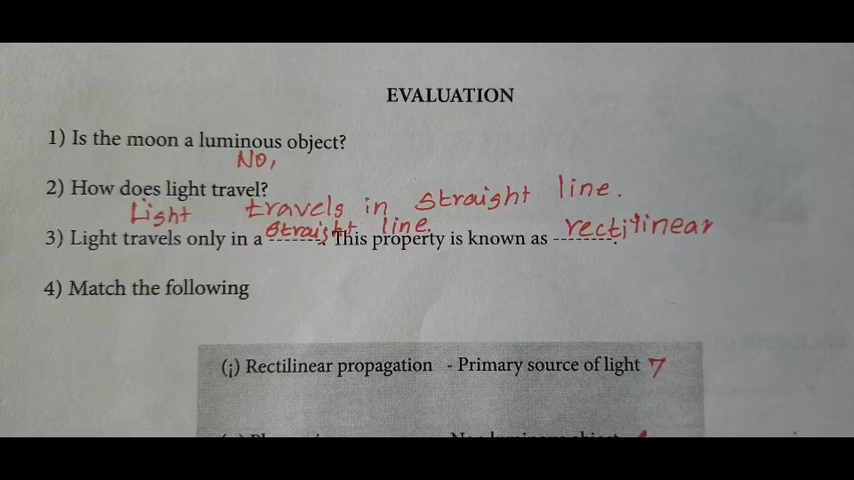 EVALUATION
1) Is the moon a luminous object?
No,
2) How does light travel?
Light travels in straight line.
3) Light travels only in a straight line. This property is known as rectilinear
4) Match the following
(i) Rectilinear propagation - Primary source of light 7